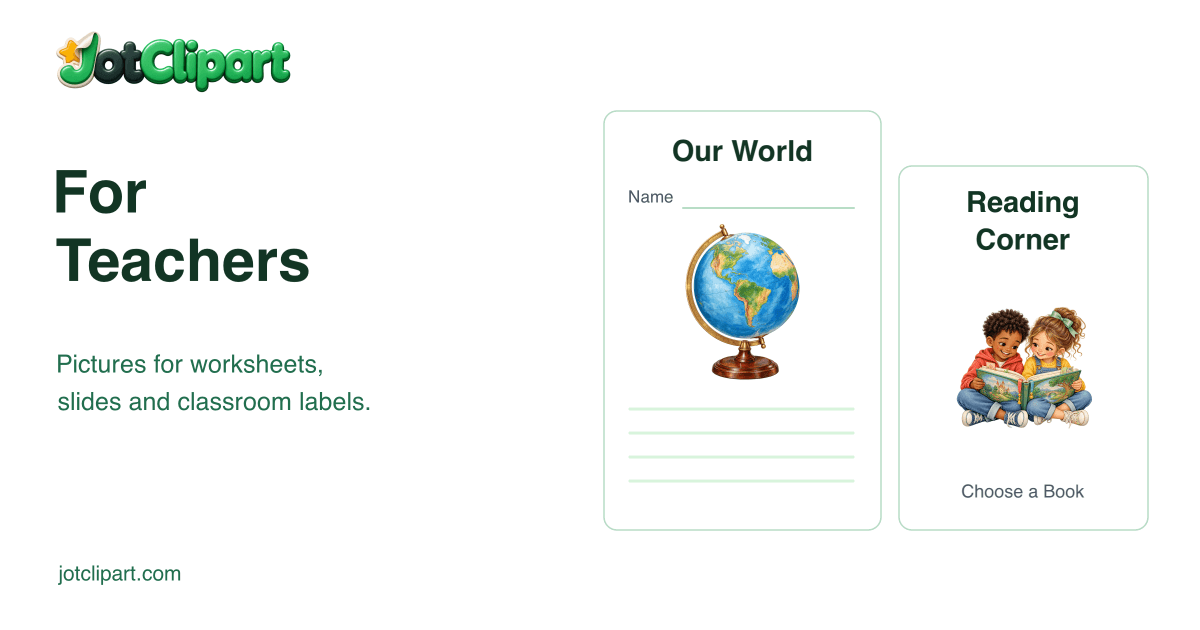 JotClipart
For
Teachers
Pictures for worksheets,
slides and classroom labels.
jotclipart.com
Our World
Name
Reading
Corner
Choose a Book